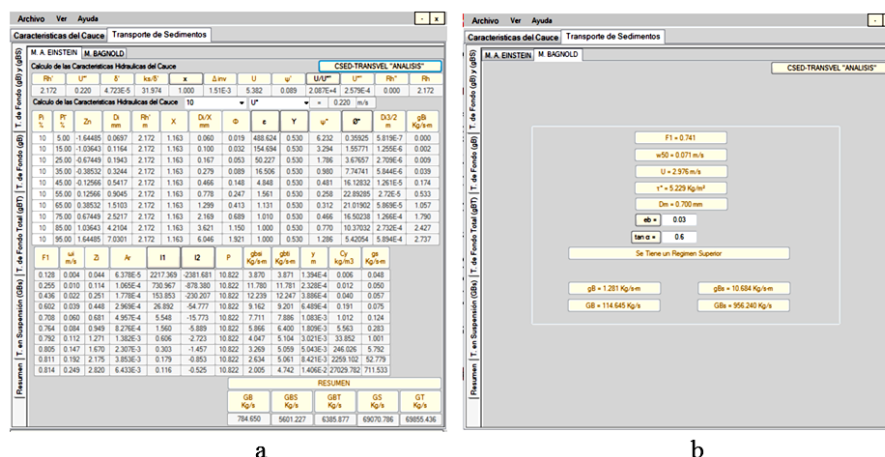 Archivo Ver Ayuda
- x
Caracteristicas del Cauce Transporte de Sedimentos
M. A. EINSTEIN M. BAGNOLD
Calculo de las Caracteristicas Hidraulicas del Cauce
CSED-TRANSVEL "ANALISIS"
Rh' U'* δ' ks/δ' x Δ inv U ψ' U/U*'' U*'' Rh'' Rh
2.172 0.220 4.723E-5 31.974 1.000 1.51E-3 5.382 0.089 2.087E+4 2.579E-4 0.000 2.172
Calculo de las Caracteristicas Hidraulicas del Cauce 10 U'* = 0.220 m/s
Pi % Pi' % Zn Di mm Rh' m X Di/X mm Φ ε Y ψ* Ø* Di3/2 m gBi Kg/s-m
10 5.00 -1.64485 0.0697 2.172 1.163 0.060 0.019 488.624 0.530 6.232 0.35925 5.819E-7 0.000
10 15.00 -1.03643 0.1164 2.172 1.163 0.100 0.032 154.694 0.530 3.294 1.55771 1.255E-6 0.002
10 25.00 -0.67449 0.1943 2.172 1.163 0.167 0.053 50.227 0.530 1.786 3.67657 2.709E-6 0.009
10 35.00 -0.38532 0.3244 2.172 1.163 0.279 0.089 16.506 0.530 0.980 7.74741 5.844E-6 0.039
10 45.00 -0.12566 0.5417 2.172 1.163 0.466 0.148 4.848 0.530 0.481 16.12832 1.261E-5 0.174
10 55.00 0.12566 0.9045 2.172 1.163 0.778 0.247 1.561 0.530 0.258 22.89285 2.72E-5 0.533
10 65.00 0.38532 1.5103 2.172 1.163 1.299 0.413 1.131 0.530 0.312 21.01902 5.869E-5 1.057
10 75.00 0.67449 2.5217 2.172 1.163 2.169 0.689 1.010 0.530 0.466 16.50238 1.266E-4 1.790
10 85.00 1.03643 4.2104 2.172 1.163 3.621 1.150 1.000 0.530 0.770 10.37032 2.732E-4 2.427
10 95.00 1.64485 7.0301 2.172 1.163 6.046 1.921 1.000 0.530 1.286 5.42054 5.894E-4 2.737
F1 ωi m/s Zi Ar I1 I2 P gbsi Kg/s-m gbti Kg/s-m y m Cy kg/m3 gs Kg/s-m
0.128 0.004 0.044 6.378E-5 2217.369 -2381.681 10.822 3.870 3.871 1.394E-4 0.006 0.048
0.255 0.010 0.114 1.065E-4 730.967 -878.380 10.822 11.780 11.781 2.328E-4 0.012 0.050
0.436 0.022 0.251 1.778E-4 153.853 -230.207 10.822 12.239 12.247 3.886E-4 0.040 0.057
0.602 0.039 0.448 2.969E-4 26.892 -54.777 10.822 9.162 9.201 6.489E-4 0.191 0.075
0.708 0.060 0.681 4.957E-4 5.548 -15.773 10.822 7.711 7.886 1.083E-3 1.012 0.124
0.764 0.084 0.949 8.276E-4 1.560 -5.889 10.822 5.866 6.400 1.809E-3 5.563 0.283
0.792 0.112 1.271 1.382E-3 0.606 -2.723 10.822 4.047 5.104 3.021E-3 33.852 1.001
0.805 0.147 1.670 2.307E-3 0.303 -1.457 10.822 3.269 5.059 5.043E-3 246.026 5.792
0.811 0.192 2.175 3.853E-3 0.179 -0.853 10.822 2.634 5.061 8.421E-3 2259.102 52.779
0.814 0.249 2.820 6.433E-3 0.116 -0.525 10.822 2.005 4.742 1.406E-2 27029.782 711.533
RESUMEN
GB Kg/s GBS Kg/s GBT Kg/s GS Kg/s GT Kg/s
784.650 5601.227 6385.877 69070.786 69855.436
Resumen T. en Suspensión (GBs) T. de Fondo Total (gBT) T. de Fondo (gB) T. de Fondo (gB) y (gBS)
a
Archivo Ver Ayuda
-
Caracteristicas del Cauce Transporte de Sedimentos
M. A. EINSTEIN M. BAGNOLD
CSED-TRANSVEL "ANALISIS"
F1 = 0.741
w50 = 0.071 m/s
U = 2.976 m/s
τ* = 5.229 Kg/m²
Dm = 0.700 mm
eb = 0.03
tan α = 0.6
Se Tiene un Regimen Superior
gB = 1.281 Kg/s-m gBs = 10.684 Kg/s-m
GB = 114.645 Kg/s GBs = 956.240 Kg/s
Resumen T. en Suspensión (GBs) T. de Fondo Total (gBT) T. de Fondo (gB) T. de Fondo (gB) y (gBS)
b